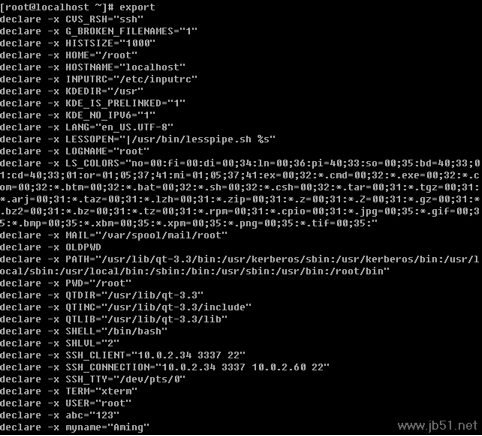 [root@localhost ~]# export
declare -x CVS_RSH="ssh"
declare -x G_BROKEN_FILENAMES="1"
declare -x HISTSIZE="1000"
declare -x HOME="/root"
declare -x HOSTNAME="localhost"
declare -x INPUTRC="/etc/inputrc"
declare -x KDEDIR="/usr"
declare -x KDE_IS_PRELINKED="1"
declare -x KDE_NO_IPV6="1"
declare -x LANG="en_US.UTF-8"
declare -x LESSOPEN="|/usr/bin/lesspipe.sh %s"
declare -x LOGNAME="root"
declare -x LS_COLORS="no=00:fi=00:di=00;34:ln=00;36:pi=40;33:so=00;35:bd=40;33;0
1:cd=40;33;01:or=01;05;37;41:mi=01;05;37;41:ex=00;32:*.cmd=00;32:*.exe=00;32:*.c
om=00;32:*.btm=00;32:*.bat=00;32:*.sh=00;32:*.csh=00;32:*.tar=00;31:*.tgz=00;31:
*.arj=00;31:*.taz=00;31:*.lzh=00;31:*.zip=00;31:*.z=00;31:*.Z=00;31:*.gz=00;31:*
.bz2=00;31:*.bz=00;31:*.tz=00;31:*.rpm=00;31:*.cpio=00;31:*.jpg=00;35:*.gif=00;3
5:*.bmp=00;35:*.xbm=00;35:*.xpm=00;35:*.png=00;35:*.tif=00;35:"
declare -x MAIL="/var/spool/mail/root"
declare -x OLDPWD
declare -x PATH="/usr/lib/qt-3.3/bin:/usr/kerberos/sbin:/usr/kerberos/bin:/usr/l
ocal/sbin:/usr/local/bin:/sbin:/bin:/usr/sbin:/usr/bin:/root/bin"
declare -x PWD="/root"
declare -x QTDIR="/usr/lib/qt-3.3"
declare -x QTINC="/usr/lib/qt-3.3/include"
declare -x QTLIB="/usr/lib/qt-3.3/lib"
declare -x SHELL="/bin/bash"
declare -x SHLVL="2"
declare -x SSH_CLIENT="10.0.2.34 3337 22"
declare -x SSH_CONNECTION="10.0.2.34 3337 10.0.2.60 22"
declare -x SSH_TTY="/dev/pts/0"
declare -x TERM="xterm"
declare -x USER="root"
declare -x abc="123"
declare -x myname="Aming"
www.jb51.net